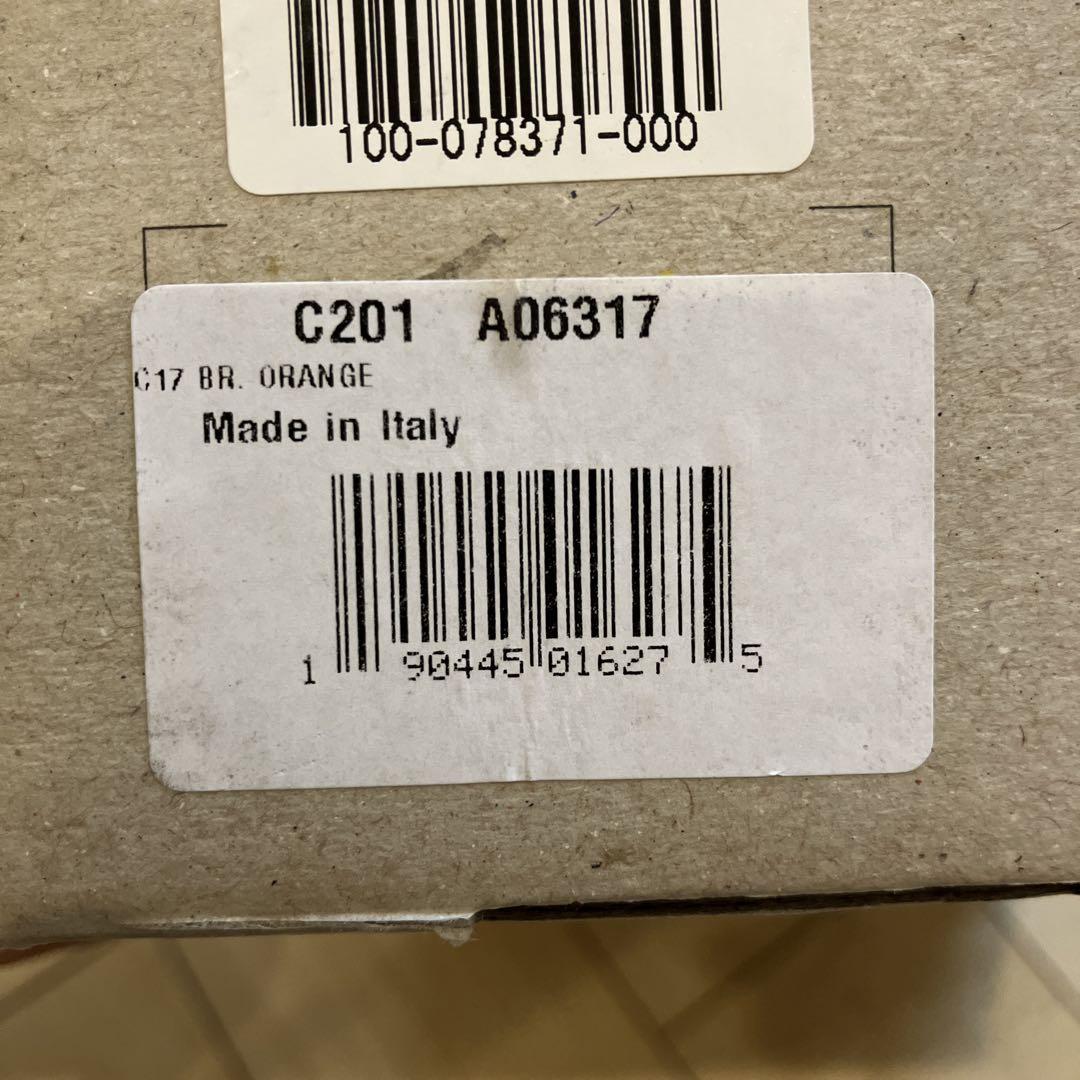 100-078371-000
C201 A06317
C17 BR. ORANGE
Made in Italy
1 90445 01627 5